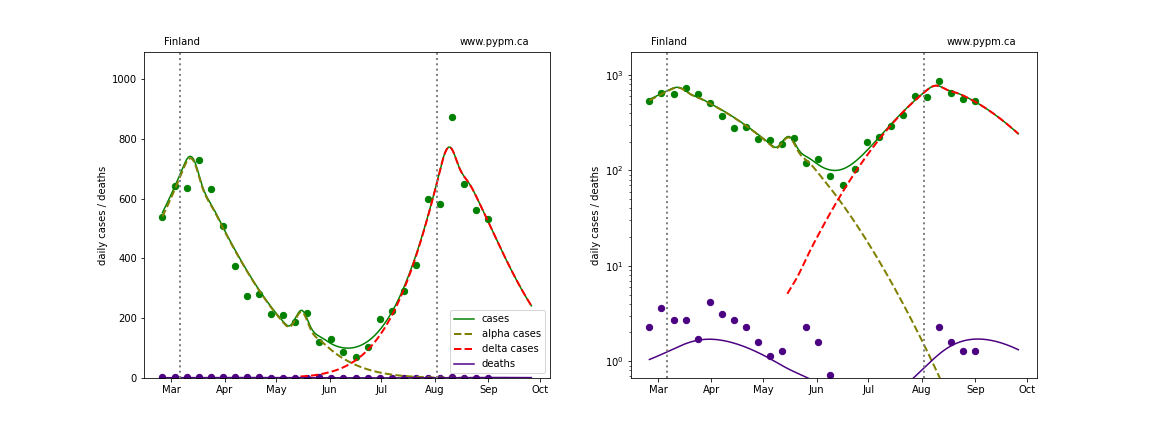 Finland www.pypm.ca
1000
800
600
400
200
0
daily cases / deaths
Mar Apr May Jun Jul Aug Sep Oct
cases
alpha cases
delta cases
deaths
Finland www.pypm.ca
10³
10²
10¹
10⁰
daily cases / deaths
Mar Apr May Jun Jul Aug Sep Oct